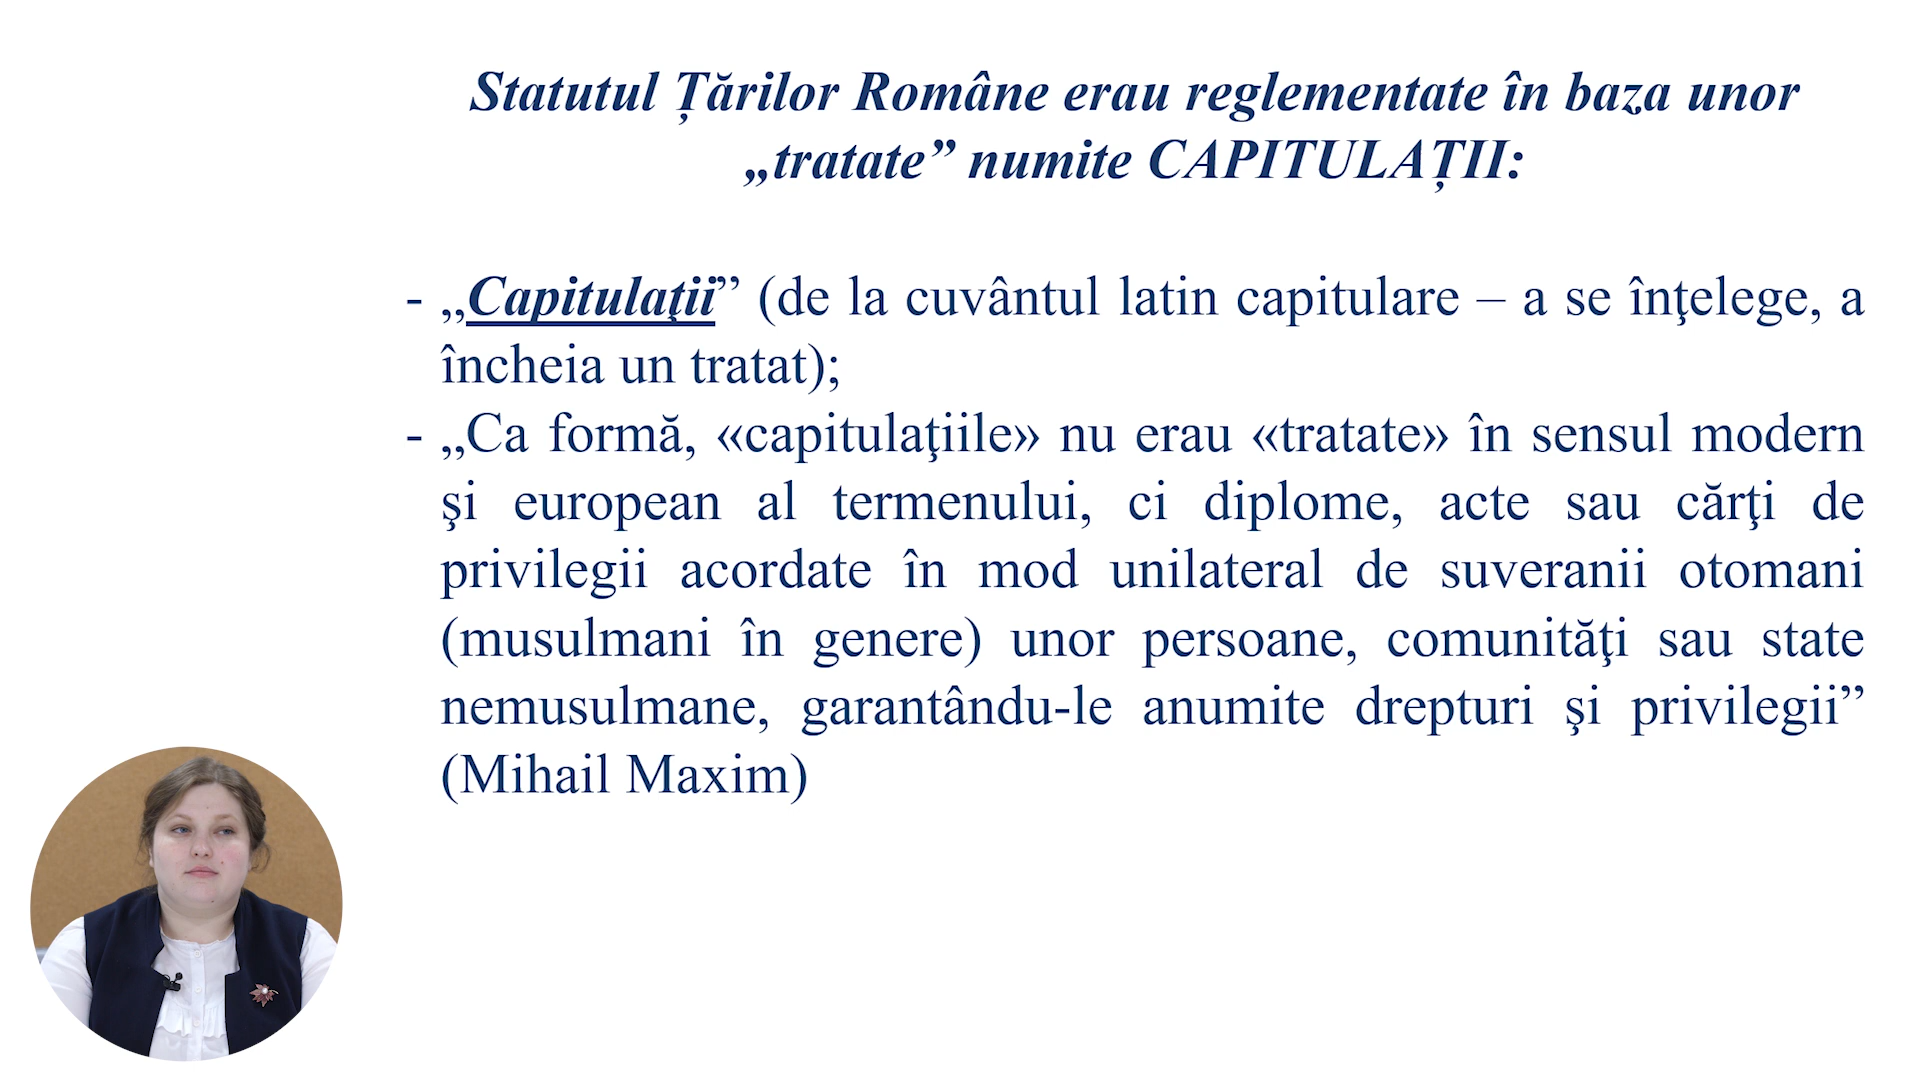 Statutul Țărilor Române erau reglementate în baza unor
„tratate” numite CAPITULAȚII:
- „Capitulaţii” (de la cuvântul latin capitulare – a se înţelege, a
încheia un tratat);
- „Ca formă, «capitulaţiile» nu erau «tratate» în sensul modern
şi european al termenului, ci diplome, acte sau cărţi de
privilegii acordate în mod unilateral de suveranii otomani
(musulmani în genere) unor persoane, comunităţi sau state
nemusulmane, garantându-le anumite drepturi şi privilegii”
(Mihail Maxim)